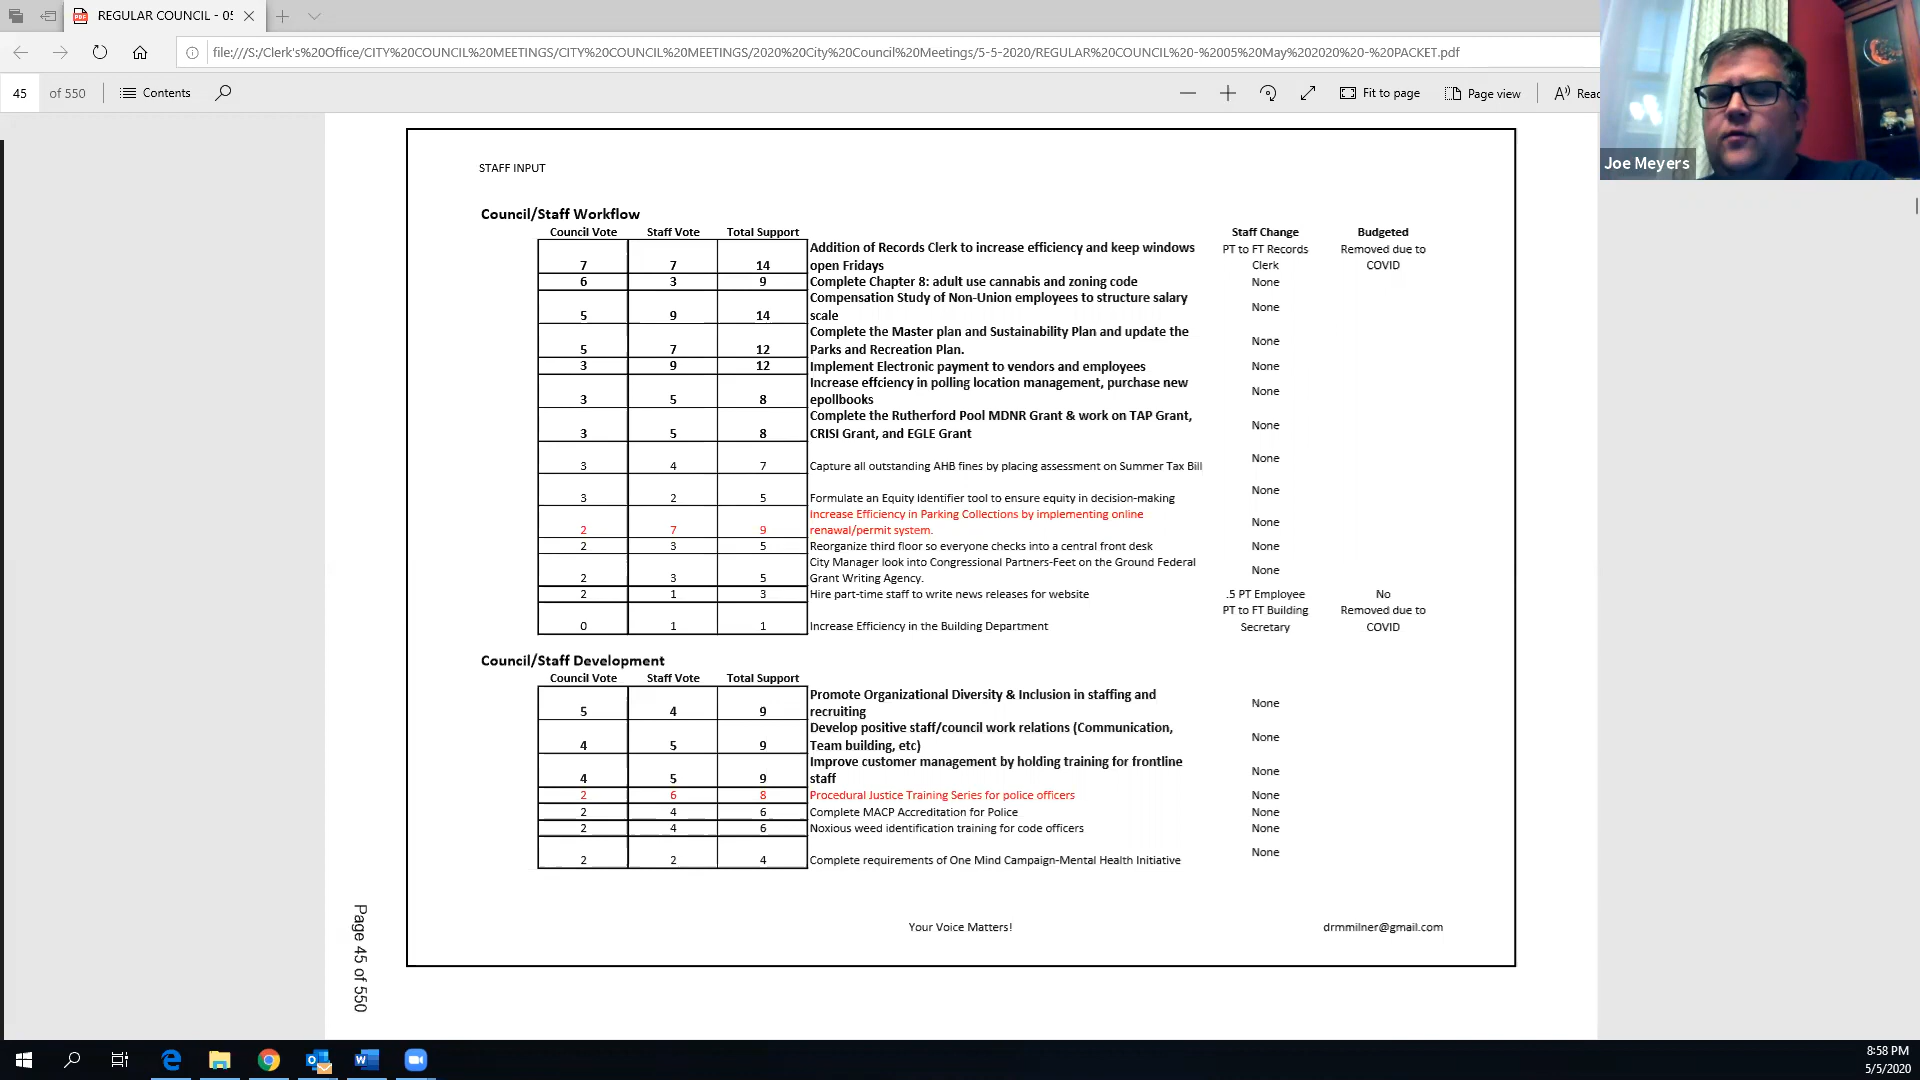 REGULAR COUNCIL - 05
file:///S:/Clerk's%20Office/CITY%20COUNCIL%20MEETINGS/CITY%20COUNCIL%20MEETINGS/2020%20City%20Council%20Meetings/5-5-2020/REGULAR%20COUNCIL%20-%2005%20May%202020%20-%20PACKET.pdf
45 of 550 Contents Fit to page Page view Read
Joe Meyers
STAFF INPUT
Council/Staff Workflow
Council Vote Staff Vote Total Support Staff Change Budgeted
Addition of Records Clerk to increase efficiency and keep windows PT to FT Records Removed due to
7 7 14 open Fridays Clerk COVID
6 3 9 Complete Chapter 8: adult use cannabis and zoning code None
Compensation Study of Non-Union employees to structure salary None
5 9 14 scale
Complete the Master plan and Sustainability Plan and update the None
5 7 12 Parks and Recreation Plan.
3 9 12 Implement Electronic payment to vendors and employees None
Increase effciency in polling location management, purchase new None
3 5 8 epollbooks
Complete the Rutherford Pool MDNR Grant & work on TAP Grant, None
3 5 8 CRISI Grant, and EGLE Grant
3 4 7 Capture all outstanding AHB fines by placing assessment on Summer Tax Bill None
3 2 5 Formulate an Equity Identifier tool to ensure equity in decision-making None
Increase Efficiency in Parking Collections by implementing online None
2 7 9 renawal/permit system.
2 3 5 Reorganize third floor so everyone checks into a central front desk None
City Manager look into Congressional Partners-Feet on the Ground Federal None
2 3 5 Grant Writing Agency.
2 1 3 Hire part-time staff to write news releases for website .5 PT Employee No
PT to FT Building Removed due to
0 1 1 Increase Efficiency in the Building Department Secretary COVID
Council/Staff Development
Council Vote Staff Vote Total Support
Promote Organizational Diversity & Inclusion in staffing and None
5 4 9 recruiting
Develop positive staff/council work relations (Communication, None
4 5 9 Team building, etc)
Improve customer management by holding training for frontline None
4 5 9 staff
2 6 8 Procedural Justice Training Series for police officers None
2 4 6 Complete MACP Accreditation for Police None
2 4 6 Noxious weed identification training for code officers None
2 2 4 Complete requirements of One Mind Campaign-Mental Health Initiative None
Your Voice Matters! drmmilner@gmail.com
Page 45 of 550
8:58 PM
5/5/2020